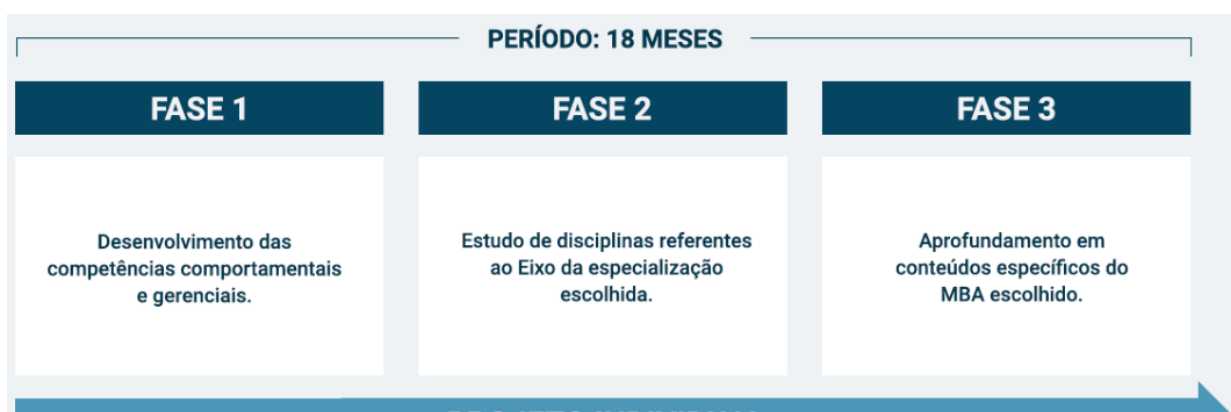 PERÍODO: 18 MESES
FASE 1
FASE 2
FASE 3
Desenvolvimento das
competências comportamentais
e gerenciais.
Estudo de disciplinas referentes
ao Eixo da especialização
escolhida.
Aprofundamento em
conteúdos específicos do
MBA escolhido.